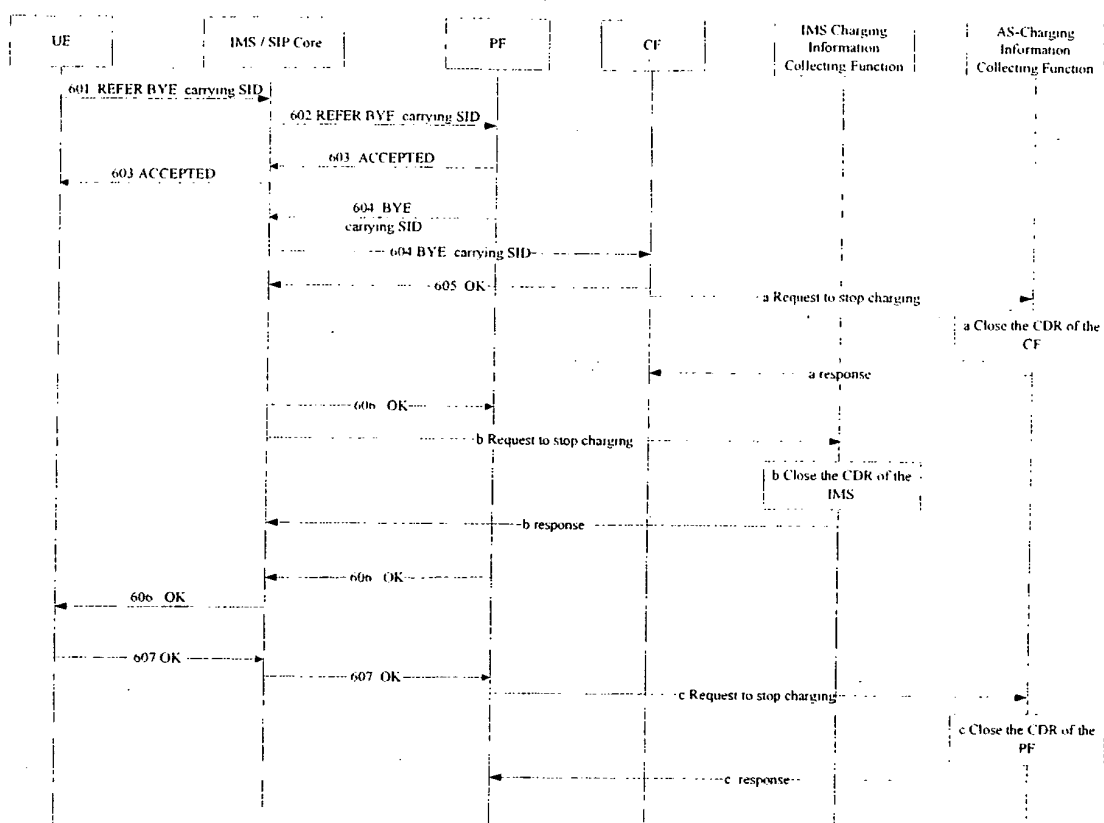 UE
IMS / SIP Core
PF
CF
IMS Charging
Information
Collecting Function
AS-Charging
Information
Collecting Function
601 REFER BYE carrying SID
602 REFER BYE carrying SID
603 ACCEPTED
603 ACCEPTED
604 BYE
carrying SID
604 BYE carrying SID
605 OK
a Request to stop charging
a Close the CDR of the
CF
a response
606 OK
b Request to stop charging
b Close the CDR of the
IMS
b response
606 OK
606 OK
607 OK
607 OK
c Request to stop charging
c Close the CDR of the
PF
c response